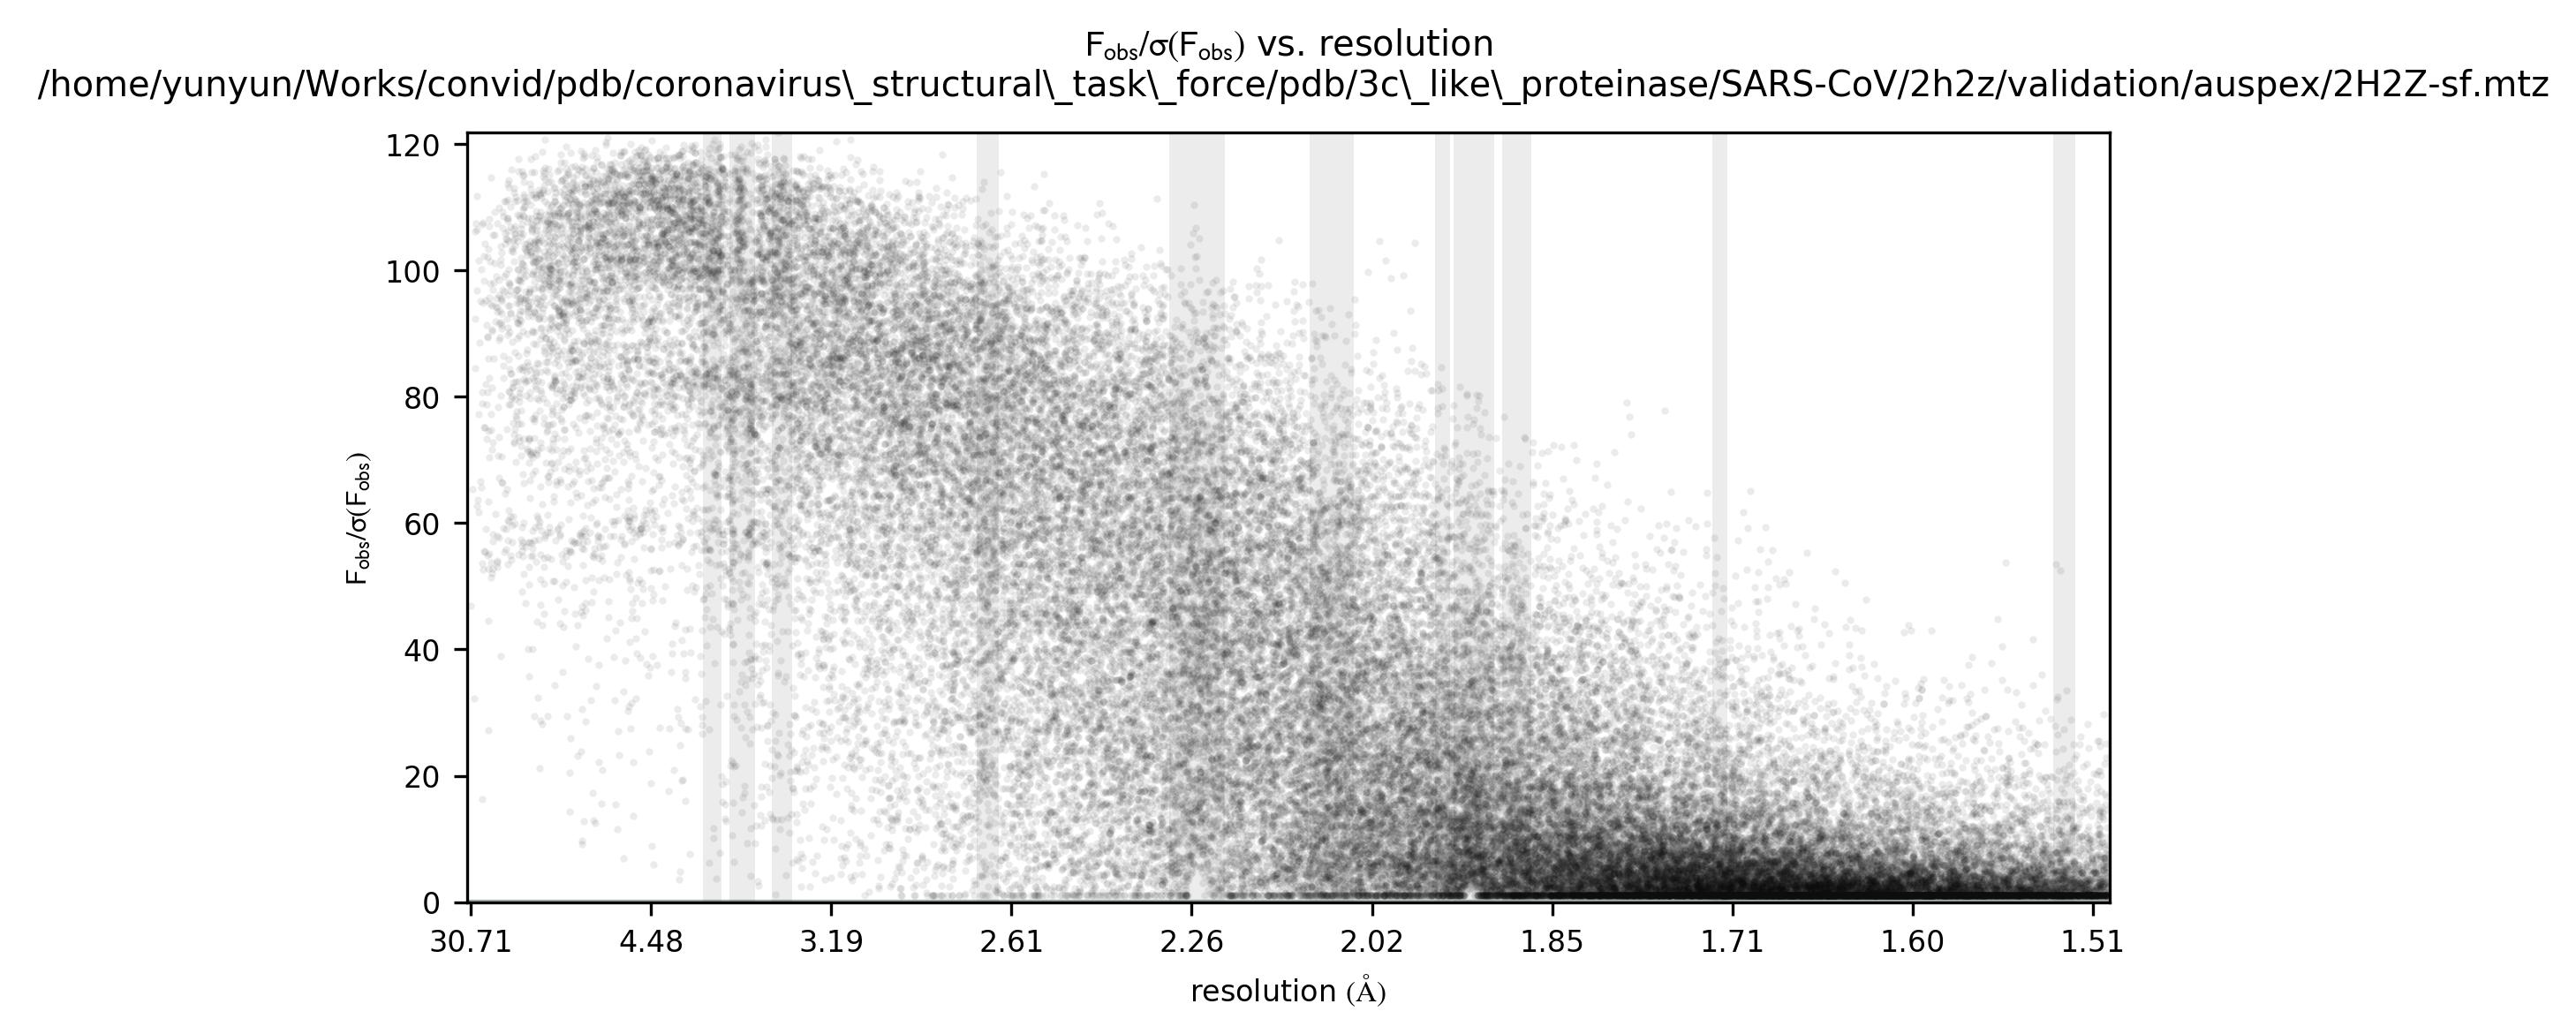 Fobs/σ(Fobs) vs. resolution
/home/yunyun/Works/convid/pdb/coronavirus\_structural\_task\_force/pdb/3c\_like\_proteinase/SARS-CoV/2h2z/validation/auspex/2H2Z-sf.mtz
Fobs/σ(Fobs)
120
100
80
60
40
20
0
30.71 4.48 3.19 2.61 2.26 2.02 1.85 1.71 1.60 1.51
resolution (Å)